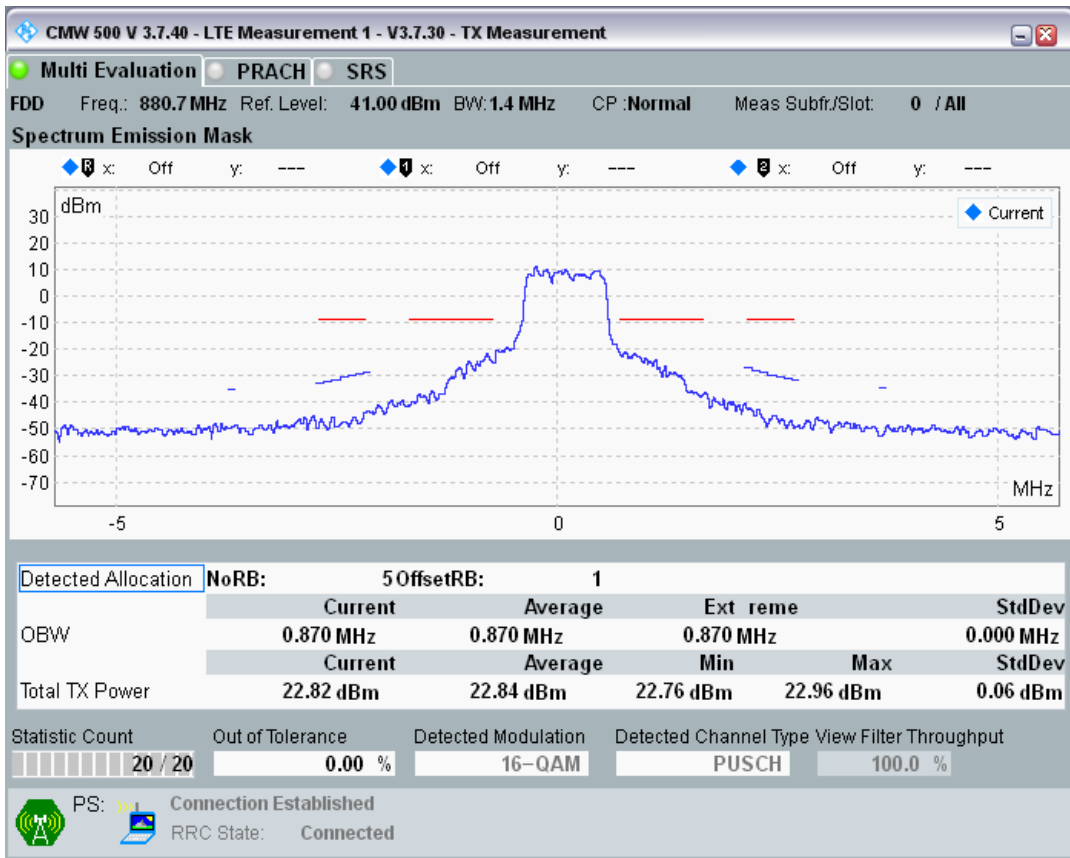 CMW 500 V 3.7.40 - LTE Measurement 1 - V3.7.30 - TX Measurement
Multi Evaluation PRACH SRS
FDD Freq.: 880.7 MHz Ref. Level: 41.00 dBm BW: 1.4 MHz CP :Normal Meas Subfr./Slot: 0 / All
Spectrum Emission Mask
R x: Off y: --- 1 x: Off y: --- 2 x: Off y: ---
dBm
Current
30
20
10
0
-10
-20
-30
-40
-50
-60
-70
MHz
-5 0 5
Detected Allocation NoRB: 5 OffsetRB: 1
Current Average Ext reme StdDev
OBW 0.870 MHz 0.870 MHz 0.870 MHz 0.000 MHz
Current Average Min Max StdDev
Total TX Power 22.82 dBm 22.84 dBm 22.76 dBm 22.96 dBm 0.06 dBm
Statistic Count Out of Tolerance Detected Modulation Detected Channel Type View Filter Throughput
20 / 20 0.00 % 16-QAM PUSCH 100.0 %
PS: Connection Established
RRC State: Connected